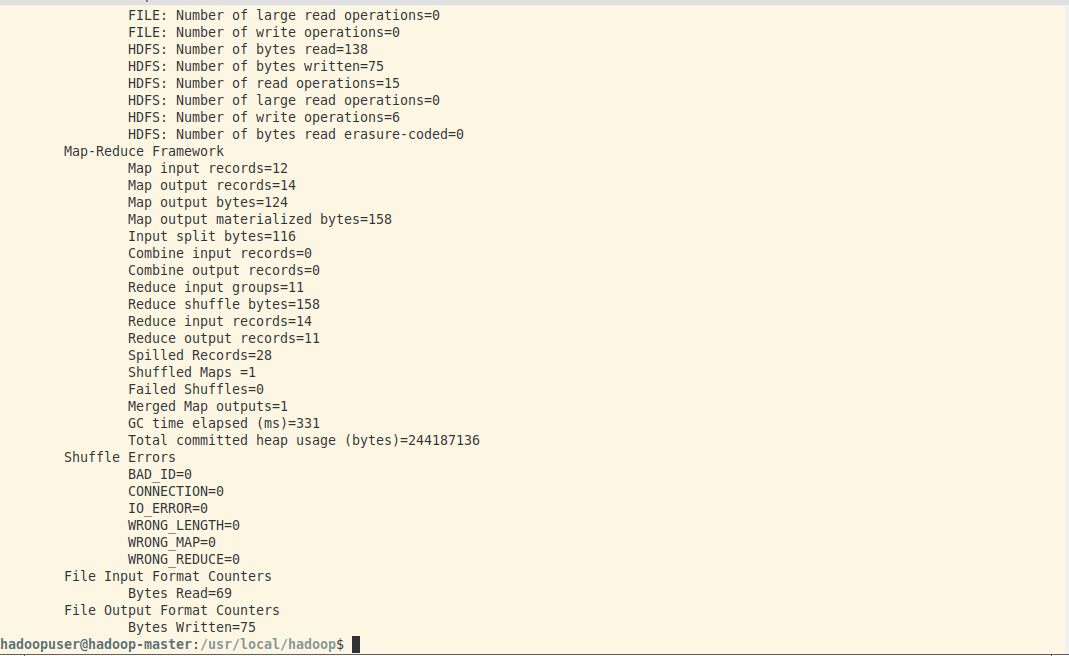 FILE: Number of large read operations=0
FILE: Number of write operations=0
HDFS: Number of bytes read=138
HDFS: Number of bytes written=75
HDFS: Number of read operations=15
HDFS: Number of large read operations=0
HDFS: Number of write operations=6
HDFS: Number of bytes read erasure-coded=0
Map-Reduce Framework
Map input records=12
Map output records=14
Map output bytes=124
Map output materialized bytes=158
Input split bytes=116
Combine input records=0
Combine output records=0
Reduce input groups=11
Reduce shuffle bytes=158
Reduce input records=14
Reduce output records=11
Spilled Records=28
Shuffled Maps =1
Failed Shuffles=0
Merged Map outputs=1
GC time elapsed (ms)=331
Total committed heap usage (bytes)=244187136
Shuffle Errors
BAD_ID=0
CONNECTION=0
IO_ERROR=0
WRONG_LENGTH=0
WRONG_MAP=0
WRONG_REDUCE=0
File Input Format Counters
Bytes Read=69
File Output Format Counters
Bytes Written=75
hadoopuser@hadoop-master:/usr/local/hadoop$